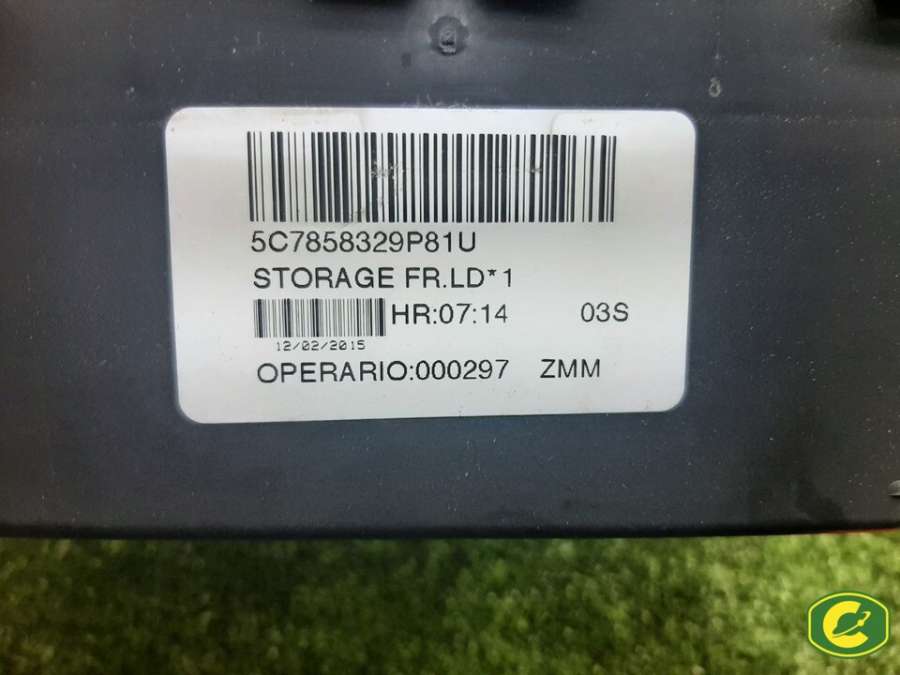 5C7858329P81U
STORAGE FR.LD*1
HR:07:14 03S
12/02/2015
OPERARIO:000297 ZMM
C